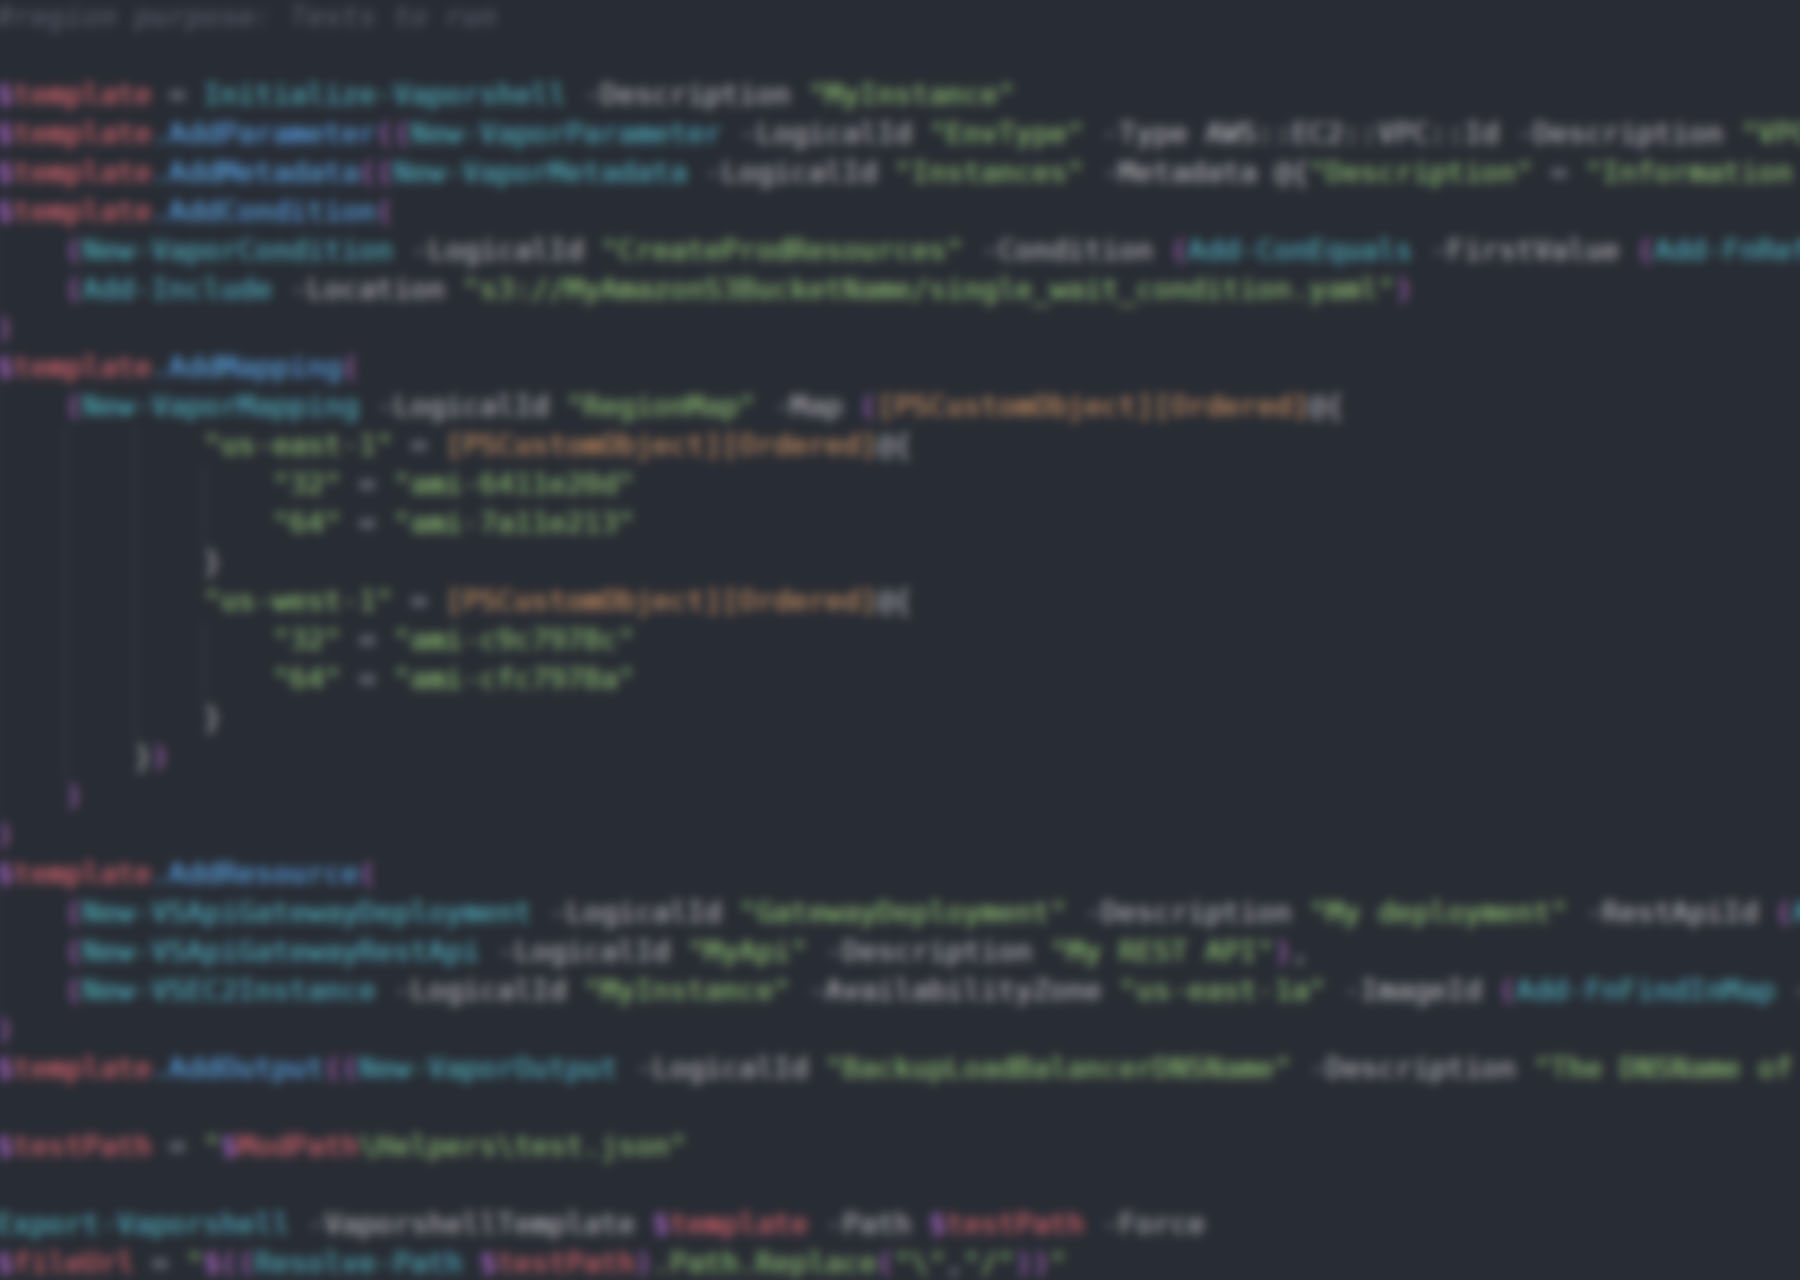 #region purpose: Tests to run
$template = Initialize-Vaporshell -Description "MyInstance"
$template.AddParameter((New-VaporParameter -LogicalId "EnvType" -Type AWS::EC2::VPC::Id -Description "VPC
$template.AddMetadata((New-VaporMetadata -LogicalId "Instances" -Metadata @{"Description" = "Information
$template.AddCondition(
(New-VaporCondition -LogicalId "CreateProdResources" -Condition (Add-ConEquals -FirstValue (Add-FnRef
(Add-Include -Location "s3://MyAmazonS3BucketName/single_wait_condition.yaml")
)
$template.AddMapping(
(New-VaporMapping -LogicalId "RegionMap" -Map ([PSCustomObject][Ordered]@{
"us-east-1" = [PSCustomObject][Ordered]@{
"32" = "ami-6411e20d"
"64" = "ami-7a11e213"
}
"us-west-1" = [PSCustomObject][Ordered]@{
"32" = "ami-c9c7978c"
"64" = "ami-cfc7978a"
}
})
)
)
$template.AddResource(
(New-VSApiGatewayDeployment -LogicalId "GatewayDeployment" -Description "My deployment" -RestApiId (A
(New-VSApiGatewayRestApi -LogicalId "MyApi" -Description "My REST API"),
(New-VSEC2Instance -LogicalId "MyInstance" -AvailabilityZone "us-east-1a" -ImageId (Add-FnFindInMap -
)
$template.AddOutput((New-VaporOutput -LogicalId "BackupLoadBalancerDNSName" -Description "The DNSName of
$testPath = "$ModPath\Helpers\test.json"
Export-Vaporshell -VaporshellTemplate $template -Path $testPath -Force
$fileUrl = "$((Resolve-Path $testPath).Path.Replace("\","/"))"